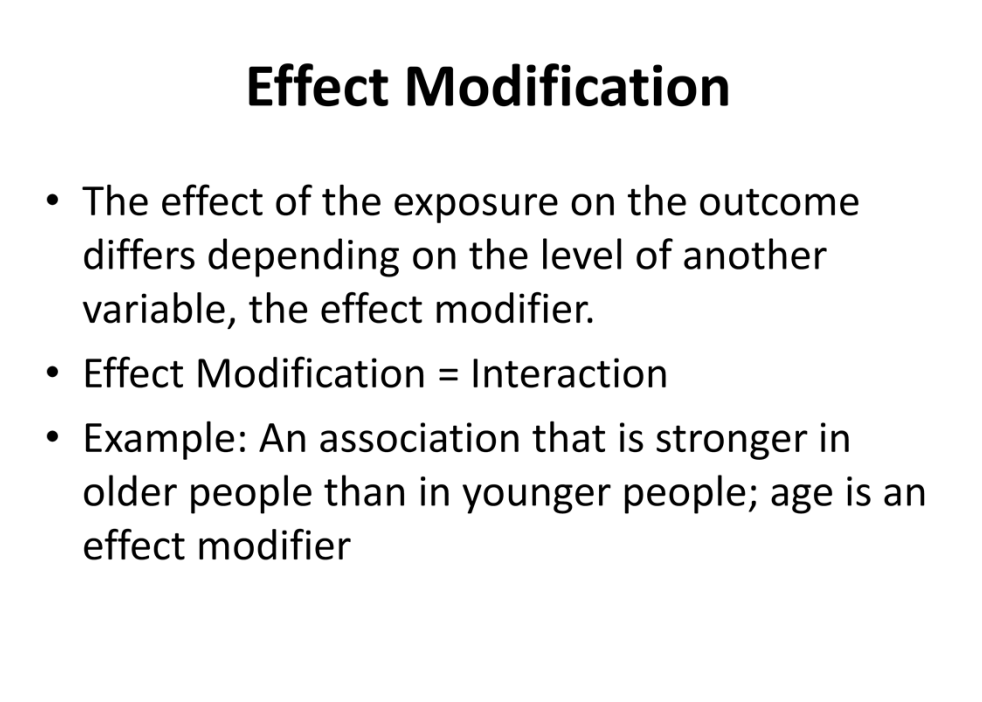 Effect Modification
• The effect of the exposure on the outcome
differs depending on the level of another
variable, the effect modifier.
• Effect Modification = Interaction
• Example: An association that is stronger in
older people than in younger people; age is an
effect modifier